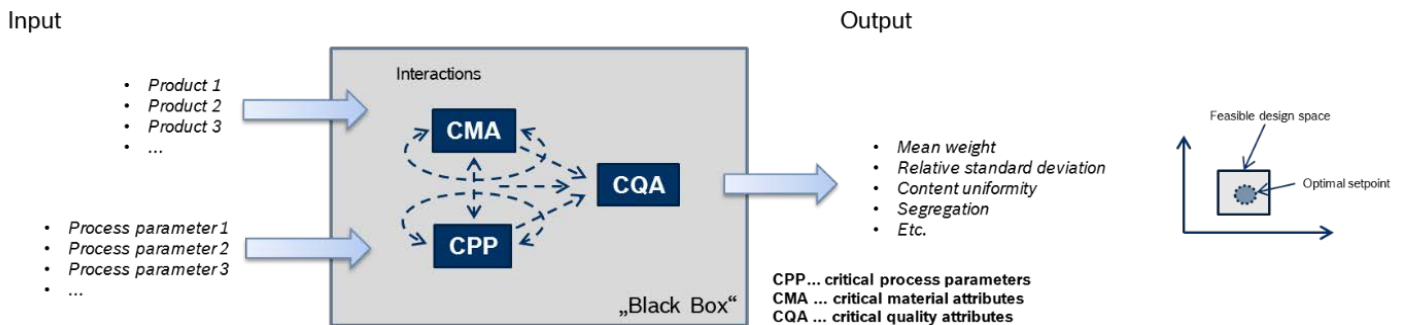 Input
Output
• Product 1
• Product 2
• Product 3
• ...
• Process parameter 1
• Process parameter 2
• Process parameter 3
• ...
Interactions
CMA
CQA
CPP
„Black Box“
• Mean weight
• Relative standard deviation
• Content uniformity
• Segregation
• Etc.
CPP... critical process parameters
CMA ... critical material attributes
CQA ... critical quality attributes
Feasible design space
Optimal setpoint